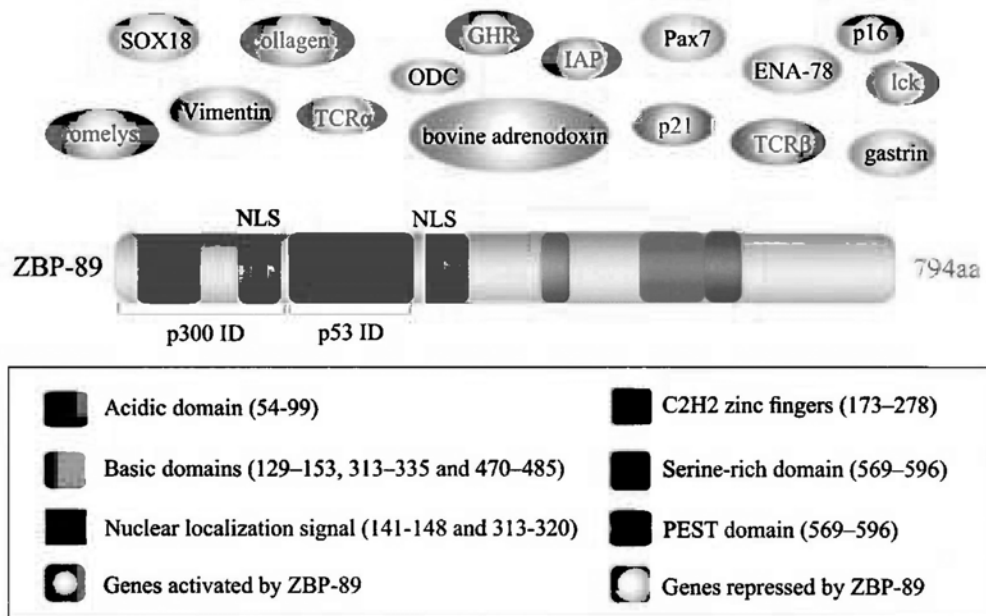 SOX18
ollagen
GHR
IAP
Pax7
p16
ODC
ENA-78
lck
omelys
Vimentin
TCRα
bovine adrenodoxin
p21
TCRβ
gastrin
NLS
NLS
ZBP-89
794aa
p300 ID
p53 ID
Acidic domain (54-99)
C2H2 zinc fingers (173–278)
Basic domains (129–153, 313–335 and 470–485)
Serine-rich domain (569–596)
Nuclear localization signal (141-148 and 313-320)
PEST domain (569–596)
Genes activated by ZBP-89
Genes repressed by ZBP-89